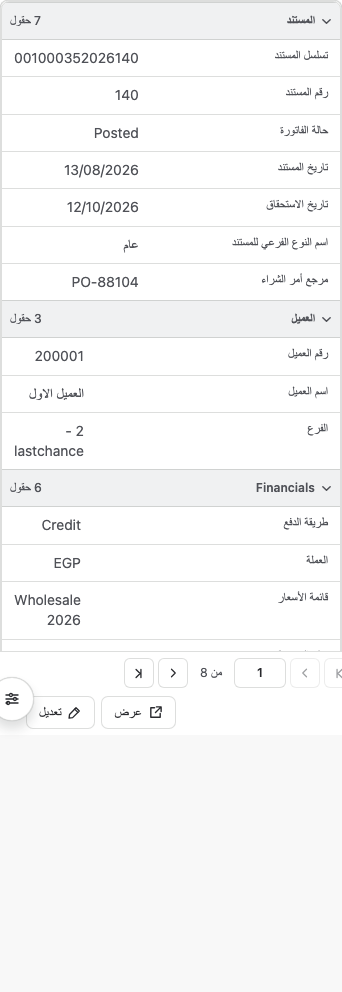 المستند 7 حقول
تسلسل المستند 001000352026140
رقم المستند 140
حالة الفاتورة Posted
تاريخ المستند 13/08/2026
تاريخ الاستحقاق 12/10/2026
اسم النوع الفرعي للمستند عام
مرجع أمر الشراء PO-88104
العميل 3 حقول
رقم العميل 200001
اسم العميل العميل الاول
الفرع 2 -
lastchance
Financials 6 حقول
طريقة الدفع Credit
العملة EGP
قائمة الأسعار Wholesale
2026
1 من 8
عرض تعديل